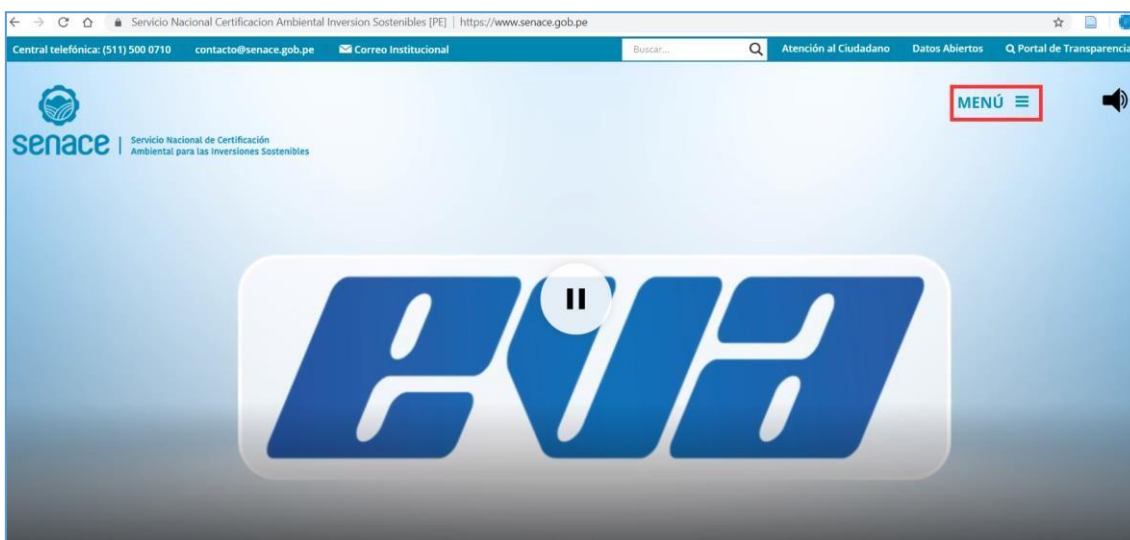 Servicio Nacional Certificacion Ambiental Inversion Sostenibles [PE] | https://www.senace.gob.pe
Central telefónica: (511) 500 0710 contacto@senace.gob.pe Correo Institucional Buscar... Atención al Ciudadano Datos Abiertos Portal de Transparencia
MENÚ
senace | Servicio Nacional de Certificación
Ambiental para las Inversiones Sostenibles
eva